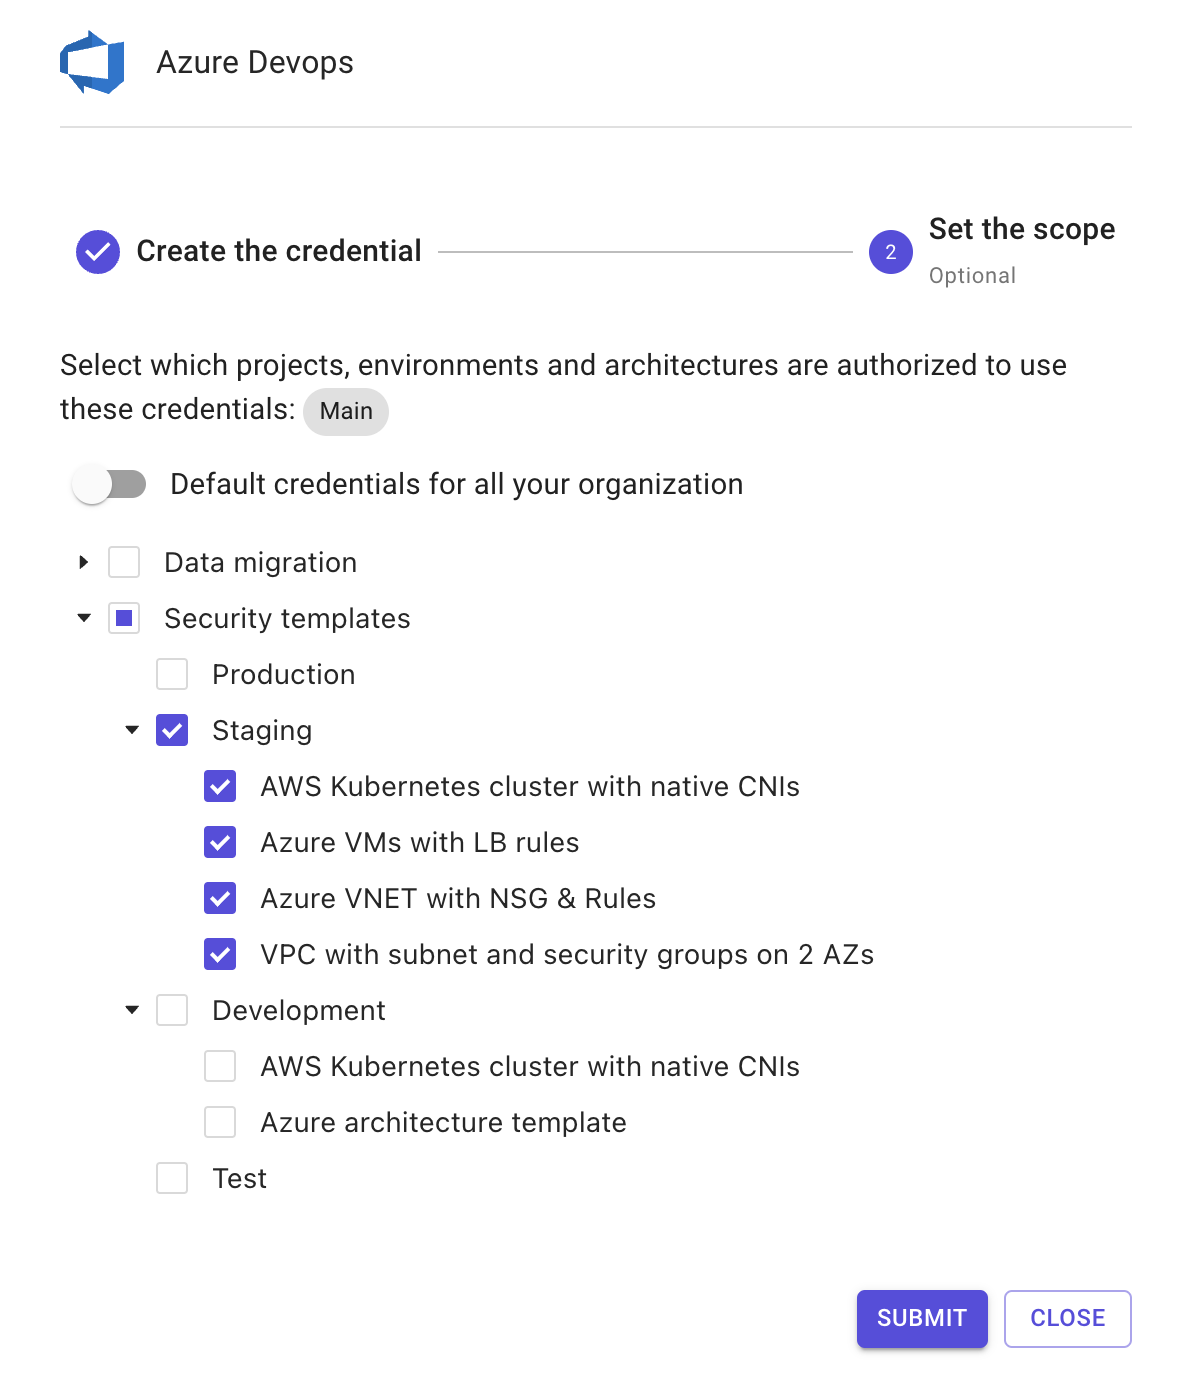 Azure Devops
Create the credential
2
Set the scope
Optional
Select which projects, environments and architectures are authorized to use
these credentials: Main
Default credentials for all your organization
Data migration
Security templates
Production
Staging
AWS Kubernetes cluster with native CNIs
Azure VMs with LB rules
Azure VNET with NSG & Rules
VPC with subnet and security groups on 2 AZs
Development
AWS Kubernetes cluster with native CNIs
Azure architecture template
Test
SUBMIT CLOSE